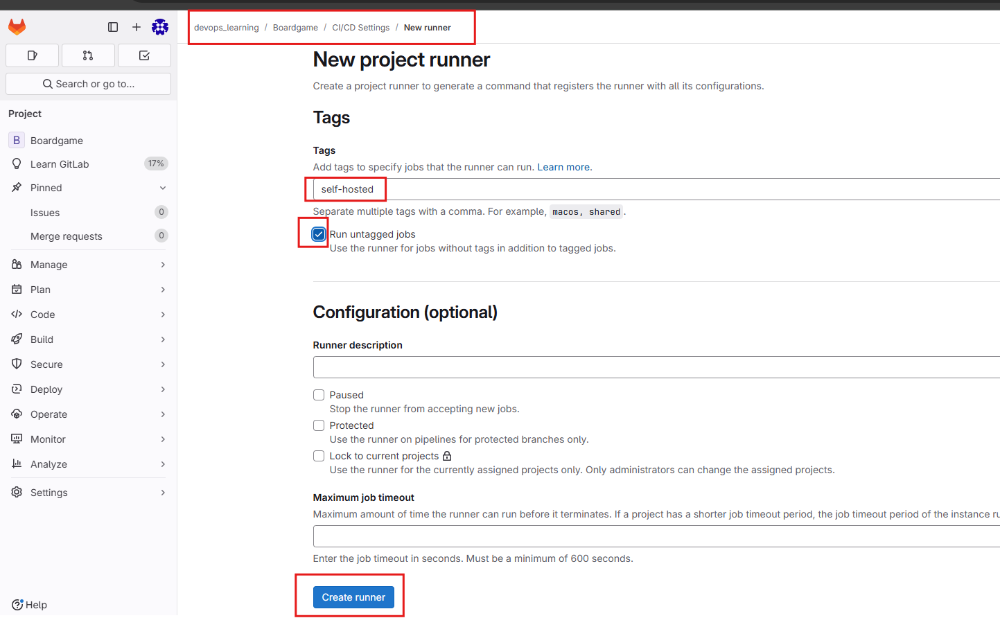 devops_learning / Boardgame / CI/CD Settings / New runner
Search or go to...
Project
B Boardgame
Learn GitLab 17%
Pinned
Issues 0
Merge requests 0
Manage
Plan
Code
Build
Secure
Deploy
Operate
Monitor
Analyze
Settings
Help
New project runner
Create a project runner to generate a command that registers the runner with all its configurations.
Tags
Tags
Add tags to specify jobs that the runner can run. Learn more.
self-hosted
Separate multiple tags with a comma. For example, macos, shared.
Run untagged jobs
Use the runner for jobs without tags in addition to tagged jobs.
Configuration (optional)
Runner description
Paused
Stop the runner from accepting new jobs.
Protected
Use the runner on pipelines for protected branches only.
Lock to current projects
Use the runner for the currently assigned projects only. Only administrators can change the assigned projects.
Maximum job timeout
Maximum amount of time the runner can run before it terminates. If a project has a shorter job timeout period, the job timeout period of the instance
Enter the job timeout in seconds. Must be a minimum of 600 seconds.
Create runner